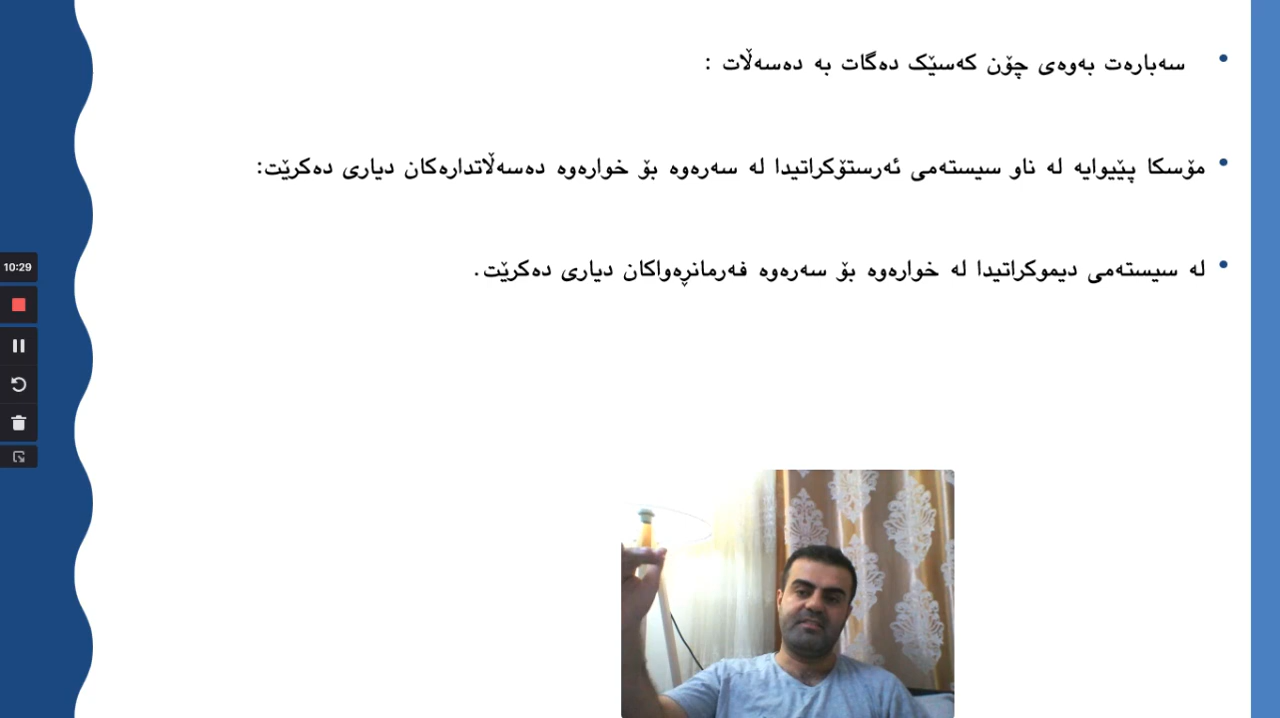 • سەبارەت بەوەی چۆن کەسێک دەگات بە دەسەڵات :
• مۆسکا پێیوایە لە ناو سیستەمی ئەرستۆکراتیدا لە سەرەوە بۆ خوارەوە دەسەڵاتدارەکان دیاری دەکرێت:
• لە سیستەمی دیموکراتیدا لە خوارەوە بۆ سەرەوە فەرمانڕەواکان دیاری دەکرێت.
10:29